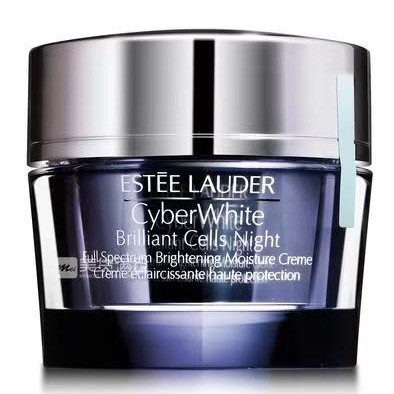 ESTĒE LAUDER
CyberWhite
Brilliant Cells Night
Full Spectrum Brightening Moisture Creme
Crème éclaircissante haute protection